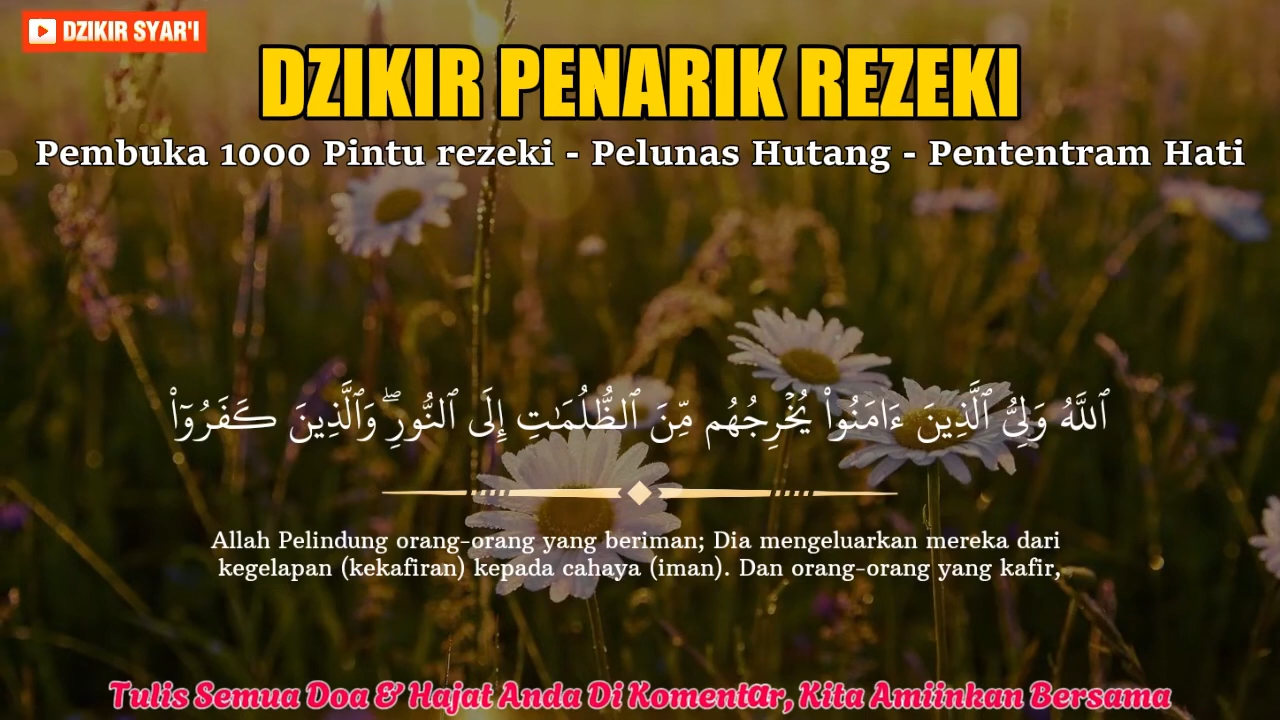 DZIKIR SYAR'I
DZIKIR PENARIK REZEKI
Pembuka 1000 Pintu rezeki - Pelunas Hutang - Pententram Hati
ٱللَّهُ وَلِىُّ ٱلَّذِينَ ءَامَنُوا۟ يُخْرِجُهُم مِّنَ ٱلظُّلُمَـٰتِ إِلَى ٱلنُّورِ ۖ وَٱلَّذِينَ كَفَرُوٓا۟
Allah Pelindung orang-orang yang beriman; Dia mengeluarkan mereka dari
kegelapan (kekafiran) kepada cahaya (iman). Dan orang-orang yang kafir,
Tulis Semua Doa & Hajat Anda Di Komentar, Kita Amiinkan Bersama